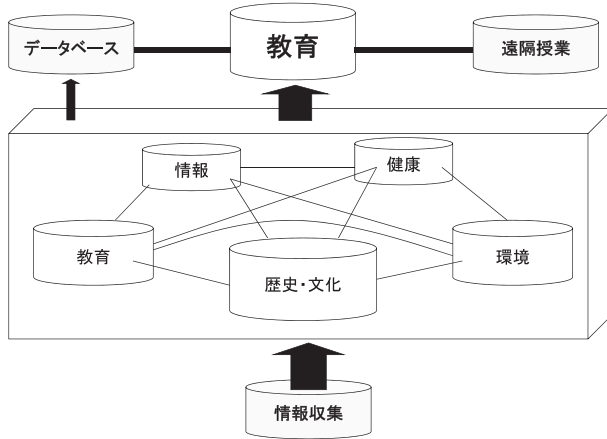 データベース
教育
遠隔授業
情報
健康
教育
歴史・文化
環境
情報収集